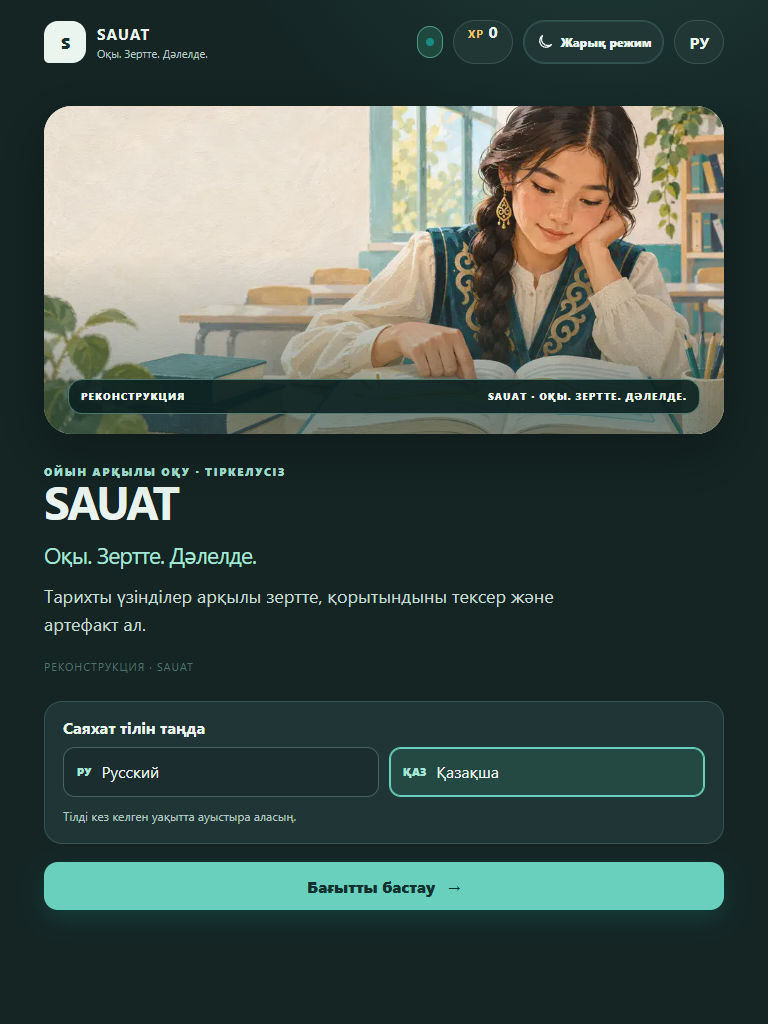 S
SAUAT
Оқы. Зертте. Дәлелде.
XP 0
Жарық режим
РУ
РЕКОНСТРУКЦИЯ
SAUAT · ОҚЫ. ЗЕРТТЕ. ДӘЛЕЛДЕ.
ОЙЫН АРҚЫЛЫ ОҚУ · ТІРКЕЛУСІЗ
SAUAT
Оқы. Зертте. Дәлелде.
Тарихты үзінділер арқылы зертте, қорытындыны тексер және
артефакт ал.
РЕКОНСТРУКЦИЯ · SAUAT
Саяхат тілін таңда
РУ Русский
ҚАЗ Қазақша
Тілді кез келген уақытта ауыстыра аласың.
Бағытты бастау →